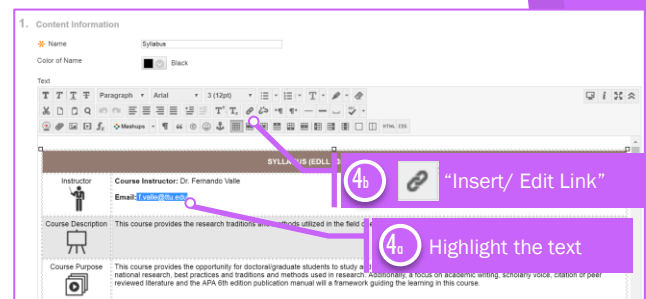 1. Content Information
Name
Syllabus
Color of Name
Black
Text
T T T T Paragraph Arial 3 (12pt) T
T' T,
fx Mashups HTML CSS
SYLLABUS (EDLL
Instructor
Course Instructor: Dr. Fernando Valle
Email: f.valle@ttu.edu
4b "Insert/ Edit Link"
4a Highlight the text
Course Description
This course provides the research traditions and methods utilized in the field
Course Purpose
This course provides the opportunity for doctoral/graduate students to study
national research, best practices and traditions and methods used in research. Additionally, a focus on academic writing, scholarly voice, citation of peer
reviewed literature and the APA 6th edition publication manual will a framework guiding the learning in this course.